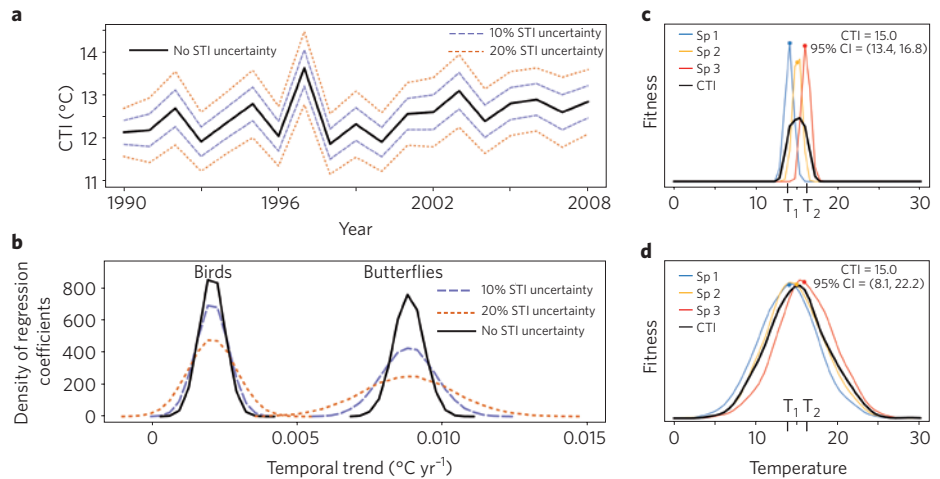 a
CTI (°C)
14
13
12
11
No STI uncertainty
10% STI uncertainty
20% STI uncertainty
1990
1996
2002
2008
Year
b
Density of regression
coefficients
800
600
400
200
0
Birds
Butterflies
10% STI uncertainty
20% STI uncertainty
No STI uncertainty
0
0.005
0.010
0.015
Temporal trend (°C yr⁻¹)
c
Fitness
Sp 1
Sp 2
Sp 3
CTI
CTI = 15.0
95% CI = (13.4, 16.8)
0
10
20
30
T₁ T₂
d
Fitness
Sp 1
Sp 2
Sp 3
CTI
CTI = 15.0
95% CI = (8.1, 22.2)
T₁ T₂
0
10
20
30
Temperature